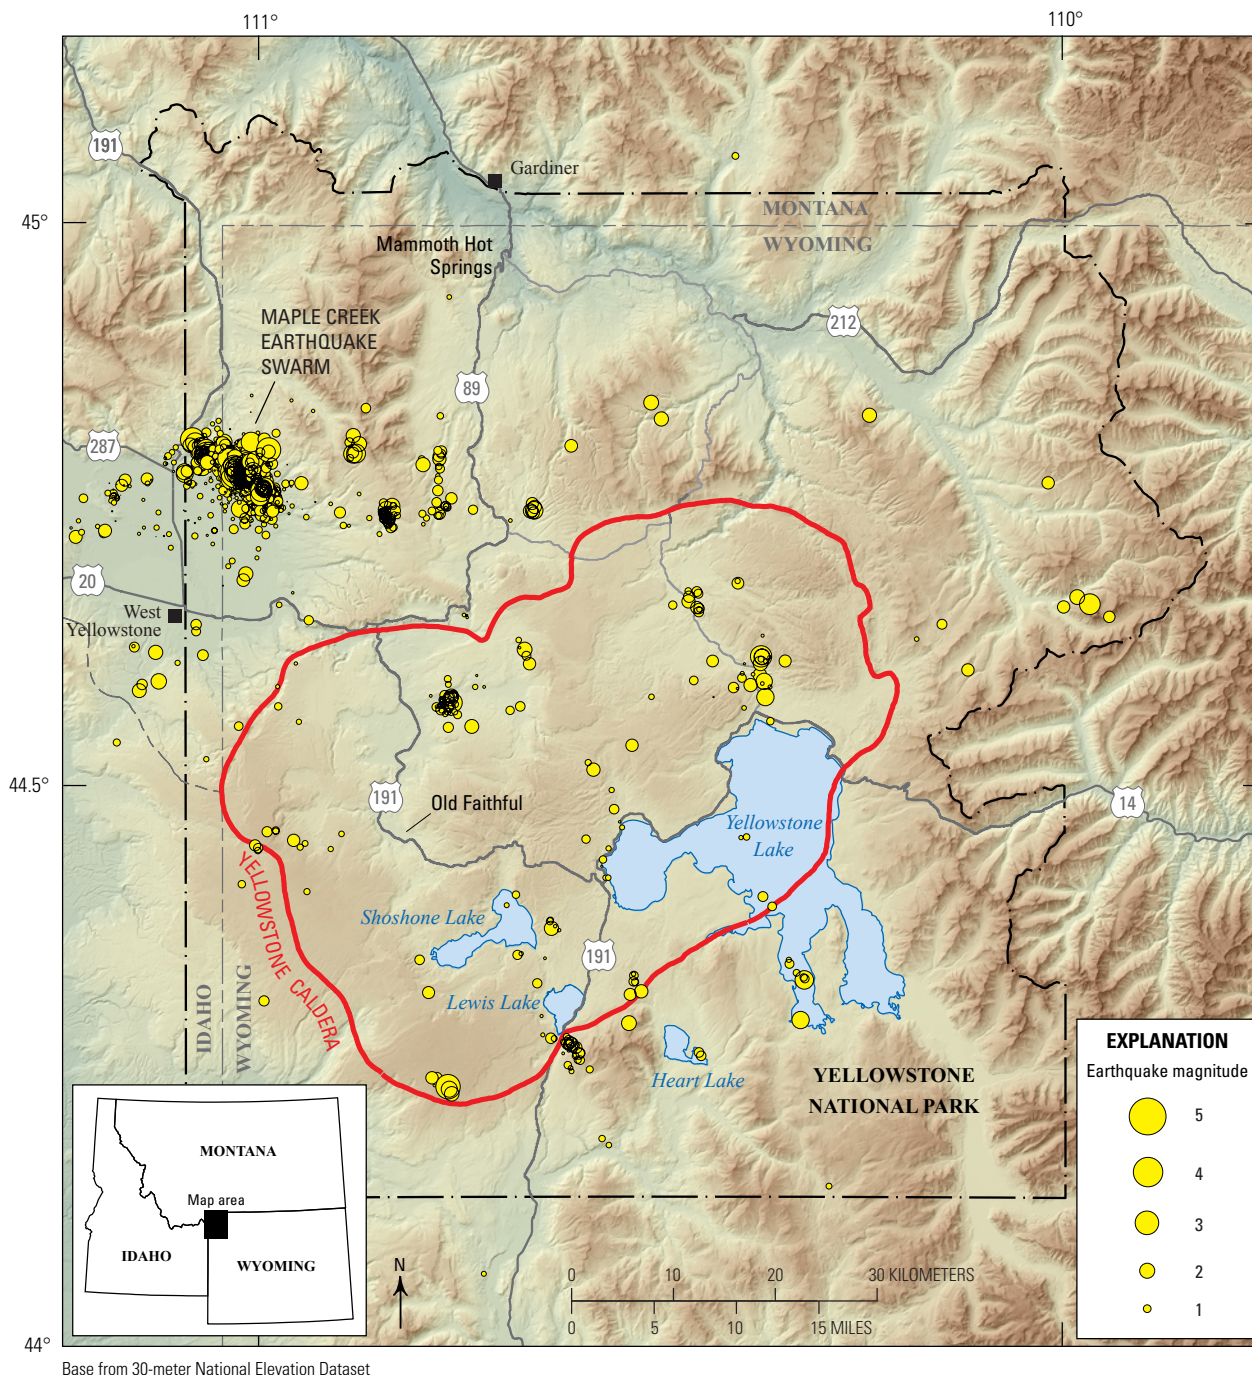 111°
110°
191
Gardiner
45°
MONTANA
WYOMING
Mammoth Hot
Springs
MAPLE CREEK
EARTHQUAKE
SWARM
212
89
287
20
West
Yellowstone
44.5°
191
Old Faithful
14
Yellowstone
Lake
YELLOWSTONE CALDERA
Shoshone Lake
191
Lewis Lake
IDAHO
WYOMING
Heart Lake
YELLOWSTONE
NATIONAL PARK
EXPLANATION
Earthquake magnitude
5
4
3
2
1
MONTANA
Map area
IDAHO
WYOMING
N
0 10 20 30 KILOMETERS
0 5 10 15 MILES
44°
Base from 30-meter National Elevation Dataset